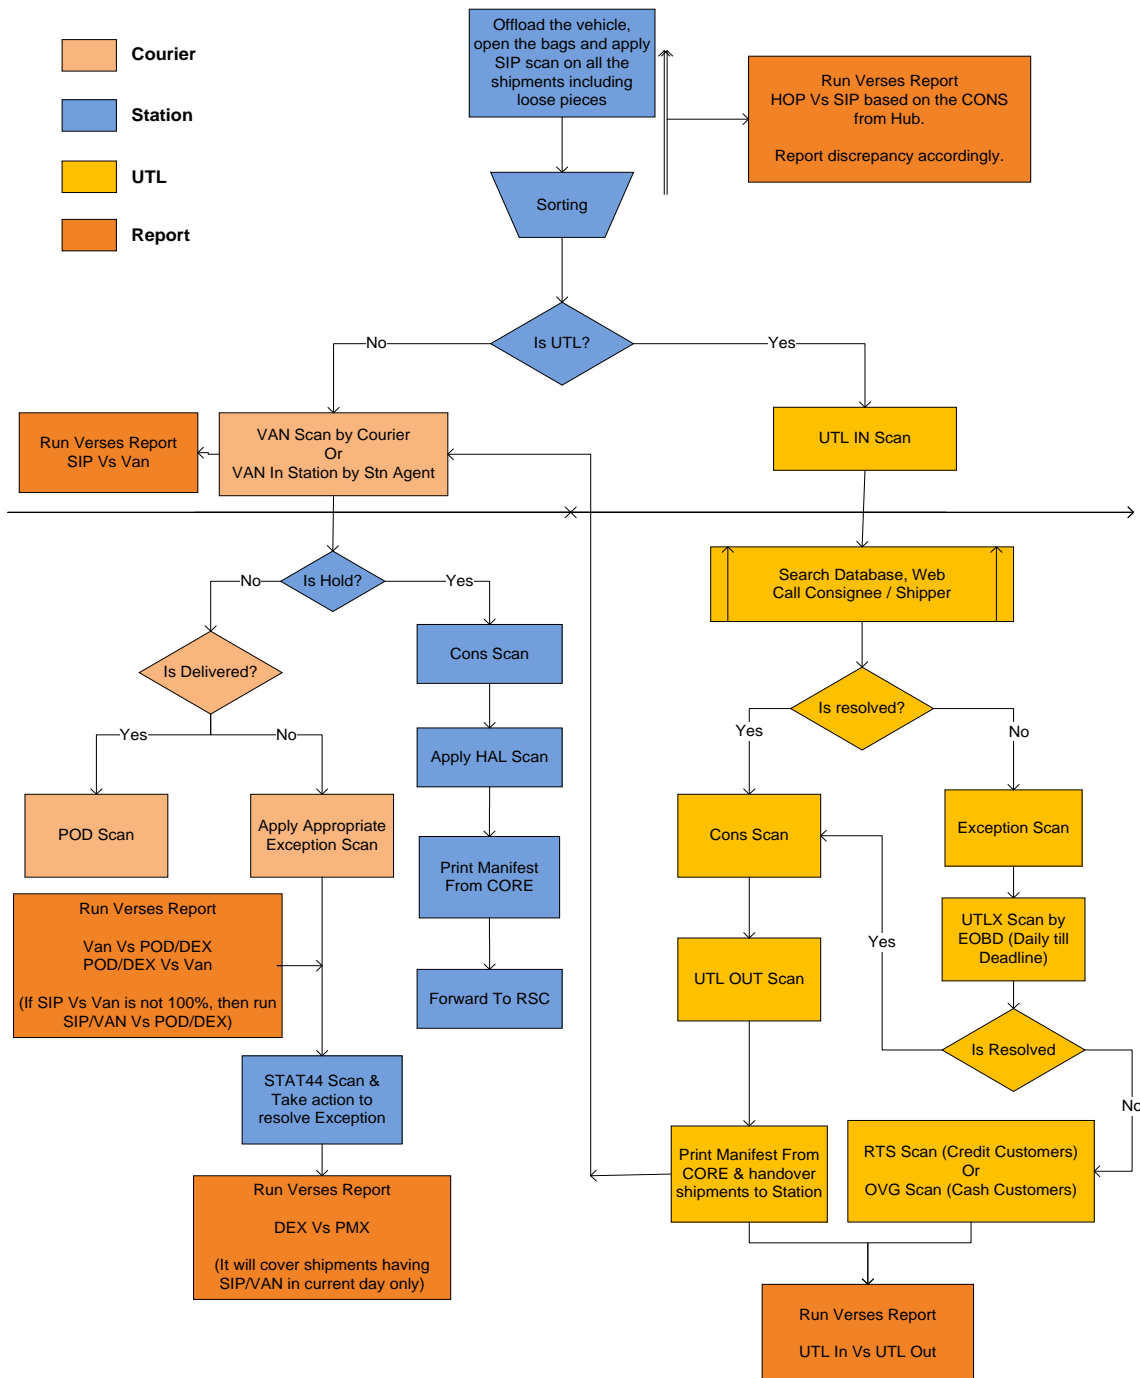 Courier
Station
UTL
Report
Offload the vehicle,
open the bags and apply
SIP scan on all the
shipments including
loose pieces
Run Verses Report
HOP Vs SIP based on the CONS
from Hub.
Report discrepancy accordingly.
Sorting
Is UTL?
No
Yes
Run Verses Report
SIP Vs Van
VAN Scan by Courier
Or
VAN In Station by Stn Agent
UTL IN Scan
Is Hold?
No
Yes
Search Database, Web
Call Consignee / Shipper
Is Delivered?
Yes
No
Cons Scan
Apply HAL Scan
Print Manifest
From CORE
Forward To RSC
Is resolved?
Yes
No
POD Scan
Apply Appropriate
Exception Scan
Cons Scan
Exception Scan
Run Verses Report
Van Vs POD/DEX
POD/DEX Vs Van
(If SIP Vs Van is not 100%, then run
SIP/VAN Vs POD/DEX)
UTL OUT Scan
UTLX Scan by
EOBD (Daily till
Deadline)
Yes
Is Resolved
No
STAT44 Scan &
Take action to
resolve Exception
Print Manifest From
CORE & handover
shipments to Station
RTS Scan (Credit Customers)
Or
OVG Scan (Cash Customers)
Run Verses Report
DEX Vs PMX
(It will cover shipments having
SIP/VAN in current day only)
Run Verses Report
UTL In Vs UTL Out